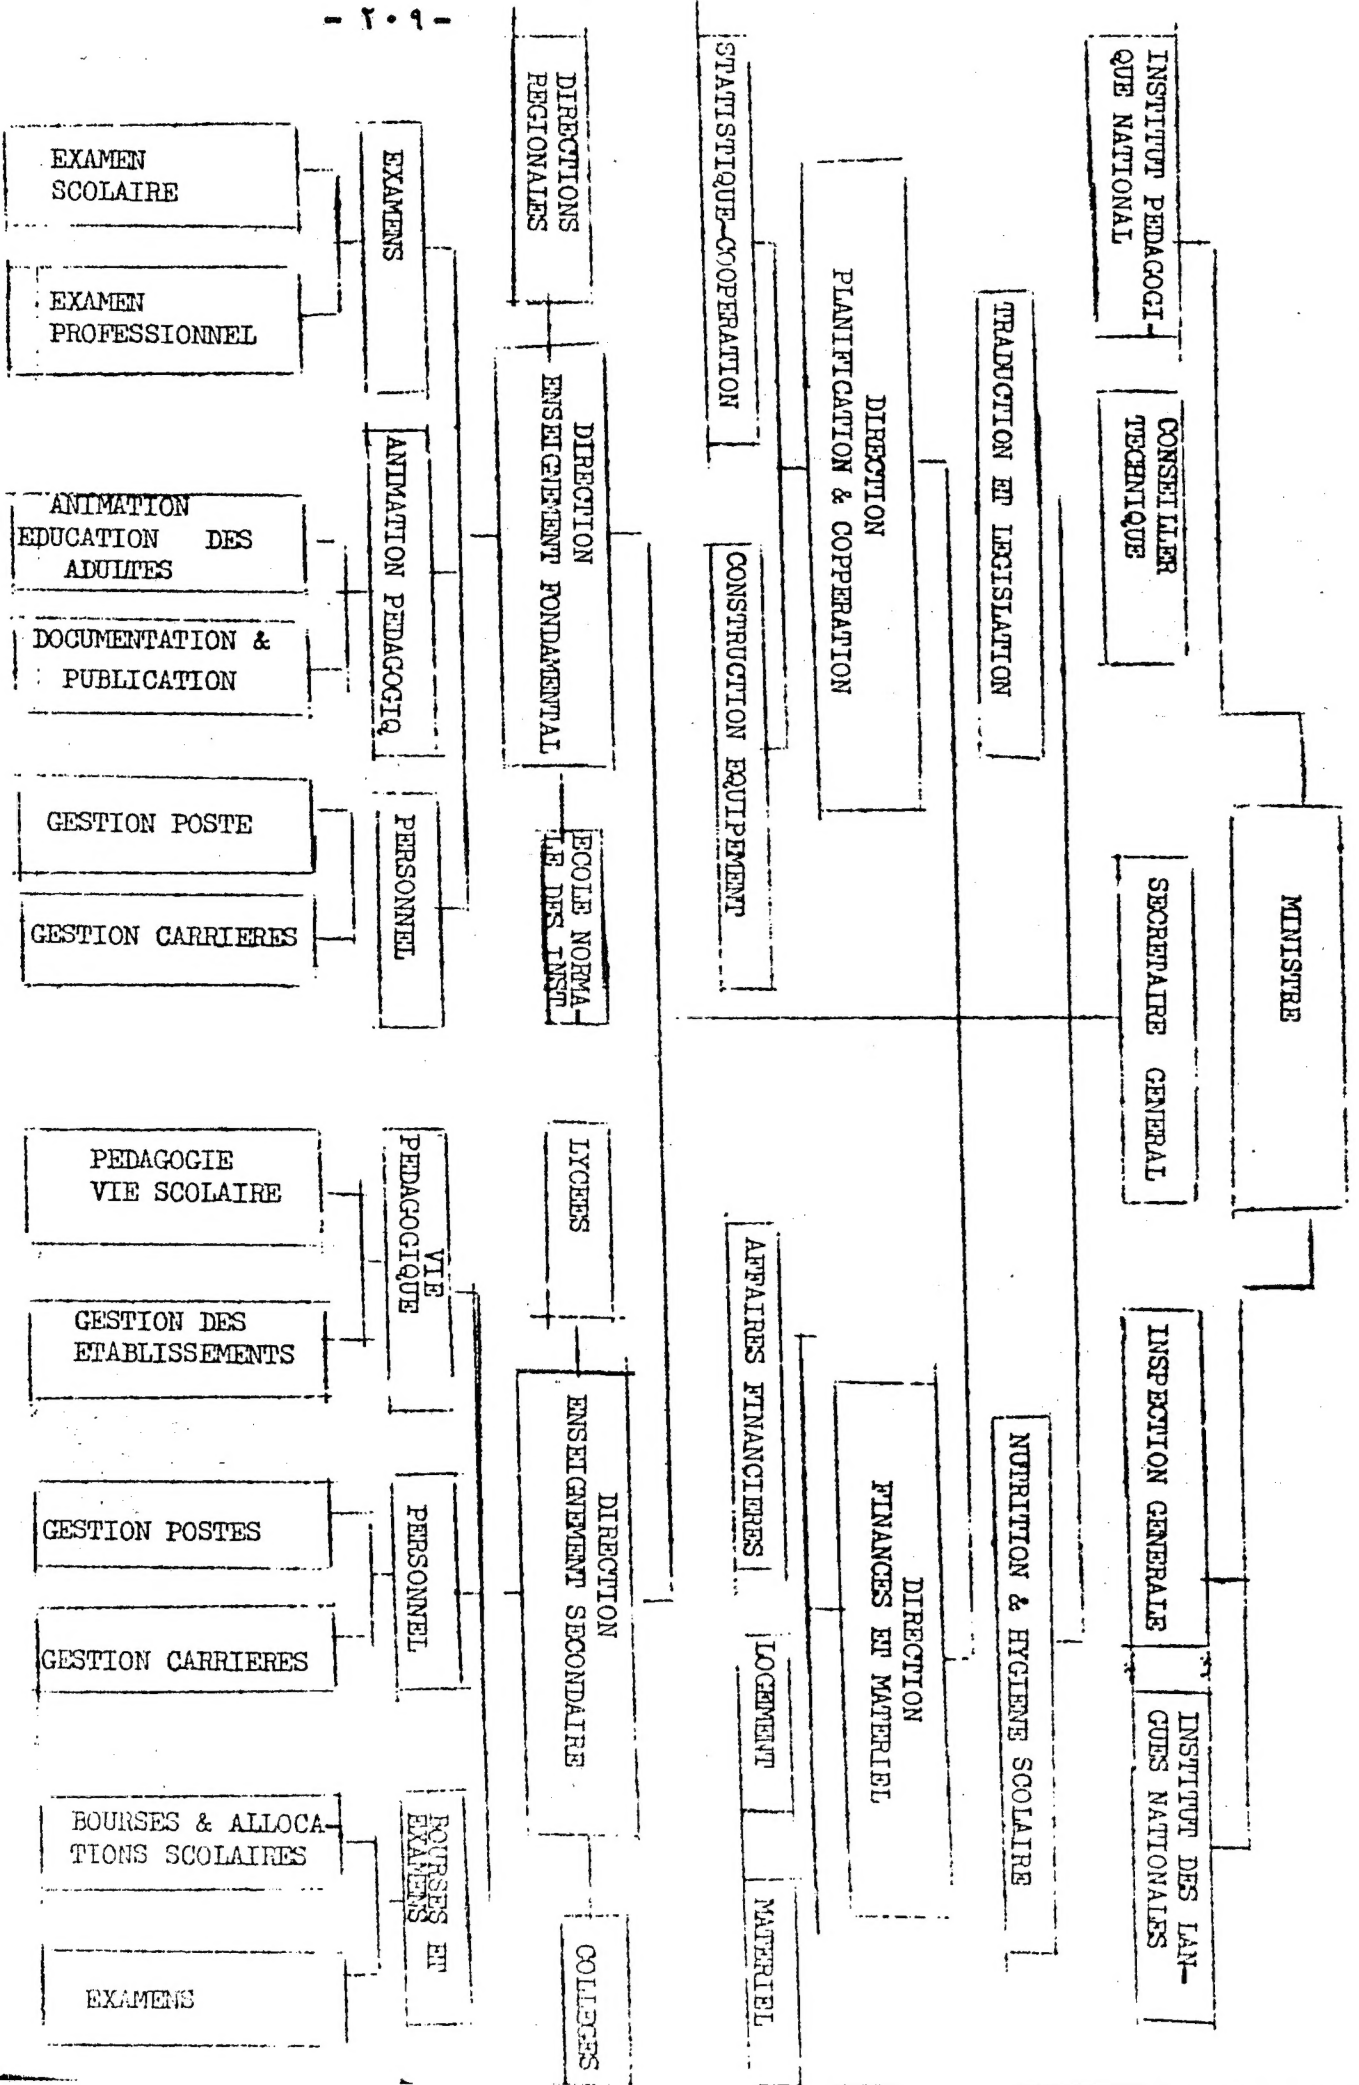 - ٢٠٩ -
MINISTRE
INSTITUT PEDAGOGI-
QUE NATIONAL
CONSEILLER
TECHNIQUE
SECRETAIRE GENERAL
INSPECTION GENERALE
INSTITUT DES LAN-
GUES NATIONALES
TRADUCTION ET LEGISLATION
NUTRITION & HYGIENE SCOLAIRE
DIRECTION
PLANIFICATION & COPPERATION
DIRECTION
FINANCES ET MATERIEL
STATISTIQUE-COOPERATION
CONSTRUCTION EQUIPEMENT
AFFAIRES FINANCIERES
LOGEMENT
MATERIEL
DIRECTIONS
REGIONALES
DIRECTION
ENSEIGNEMENT FONDAMENTAL
ECOLE NORMA-
LE DES INST
LYCEES
DIRECTION
ENSEIGNEMENT SECONDAIRE
COLLEGES
EXAMENS
ANIMATION PEDAGOGIQ
PERSONNEL
VIE
PEDAGOGIQUE
PERSONNEL
BOURSES ET
EXAMENS
EXAMEN
SCOLAIRE
EXAMEN
PROFESSIONNEL
ANIMATION
EDUCATION DES
ADULTES
DOCUMENTATION &
PUBLICATION
GESTION POSTE
GESTION CARRIERES
PEDAGOGIE
VIE SCOLAIRE
GESTION DES
ETABLISSEMENTS
GESTION POSTES
GESTION CARRIERES
BOURSES & ALLOCA-
TIONS SCOLAIRES
EXAMENS